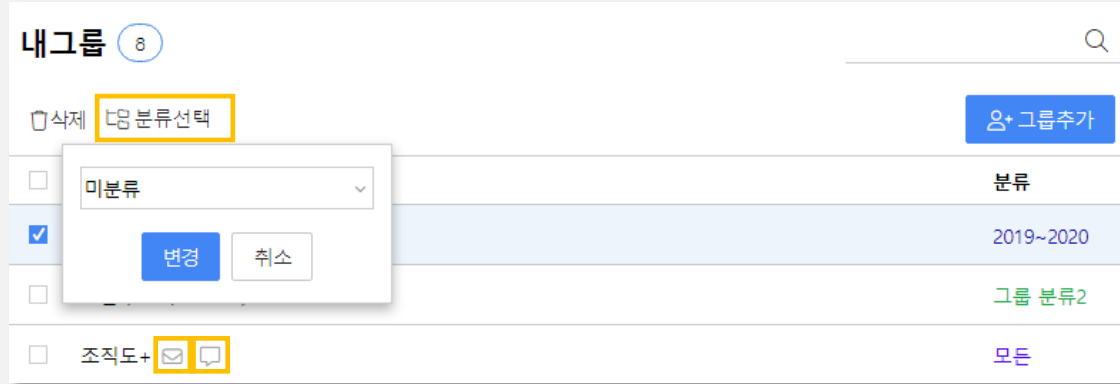 내그룹 8
삭제 분류선택 그룹추가
미분류 분류
변경 취소 2019~2020
그룹 분류2
조직도+ 모든